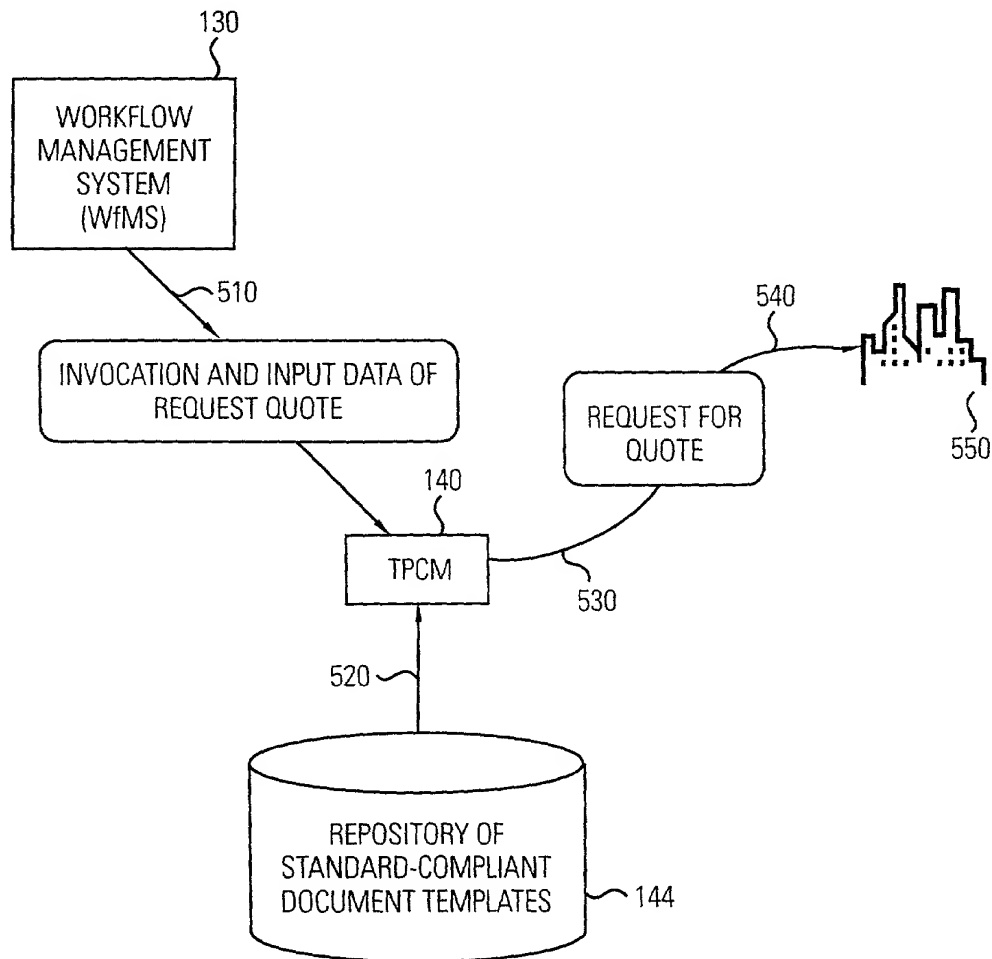 130
WORKFLOW
MANAGEMENT
SYSTEM
(WfMS)
510
INVOCATION AND INPUT DATA OF
REQUEST QUOTE
540
REQUEST FOR
QUOTE
550
140
TPCM
530
520
REPOSITORY OF
STANDARD-COMPLIANT
DOCUMENT TEMPLATES
144